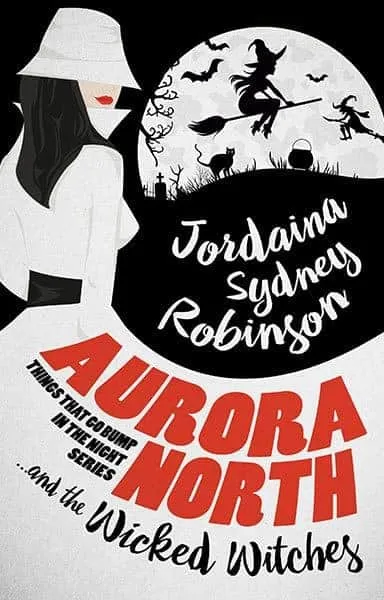 Jordaina
Sydney
Robinson
AURORA
NORTH
THINGS THAT GO BUMP
IN THE NIGHT
SERIES
...and the Wicked Witches